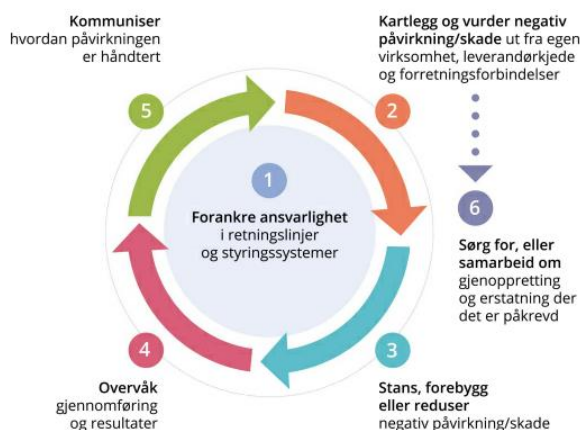 1
Forankre ansvarlighet
i retningslinjer
og styringssystemer
2
Kartlegg og vurder negativ
påvirkning/skade ut fra egen
virksomhet, leverandørkjede
og forretningsforbindelser
3
Stans, forebygg
eller reduser
negativ påvirkning/skade
4
Overvåk
gjennomføring
og resultater
5
Kommuniser
hvordan påvirkningen
er håndtert
6
Sørg for, eller
samarbeid om
gjenoppretting
og erstatning der
det er påkrevd